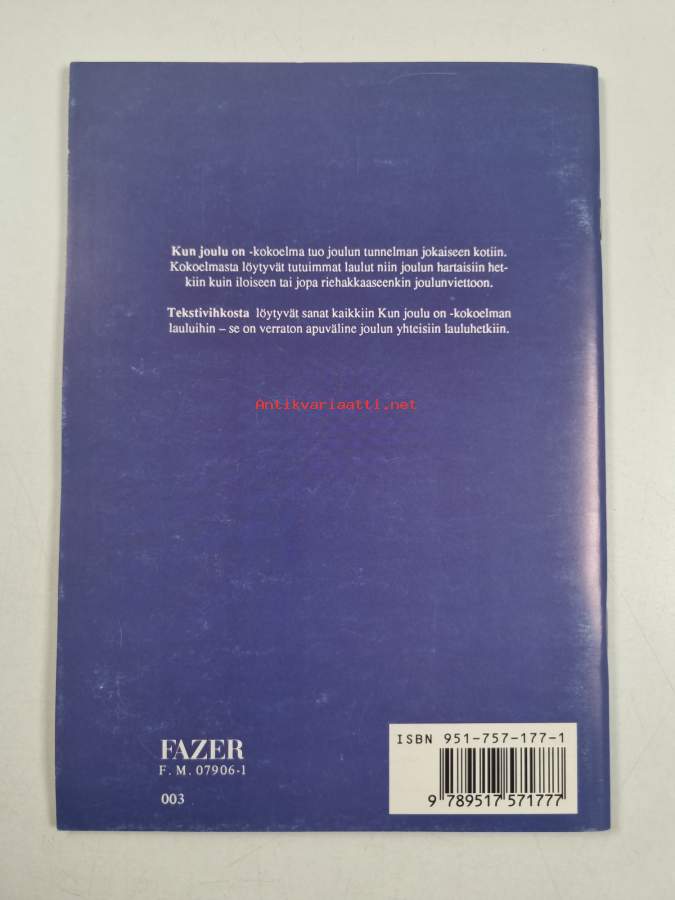 Kun joulu on -kokoelma tuo joulun tunnelman jokaiseen kotiin.
Kokoelmasta löytyvät tutuimmat laulut niin joulun hartaisiin het-
kiin kuin iloiseen tai jopa riehakkaaseenkin joulunviettoon.
Tekstivihkosta löytyvät sanat kaikkiin Kun joulu on -kokoelman
lauluihin – se on verraton apuväline joulun yhteisiin lauluhetkiin.
Antikvariaatti.net
FAZER
F. M. 07906-1
003
ISBN 951-757-177-1
9 789517 571777